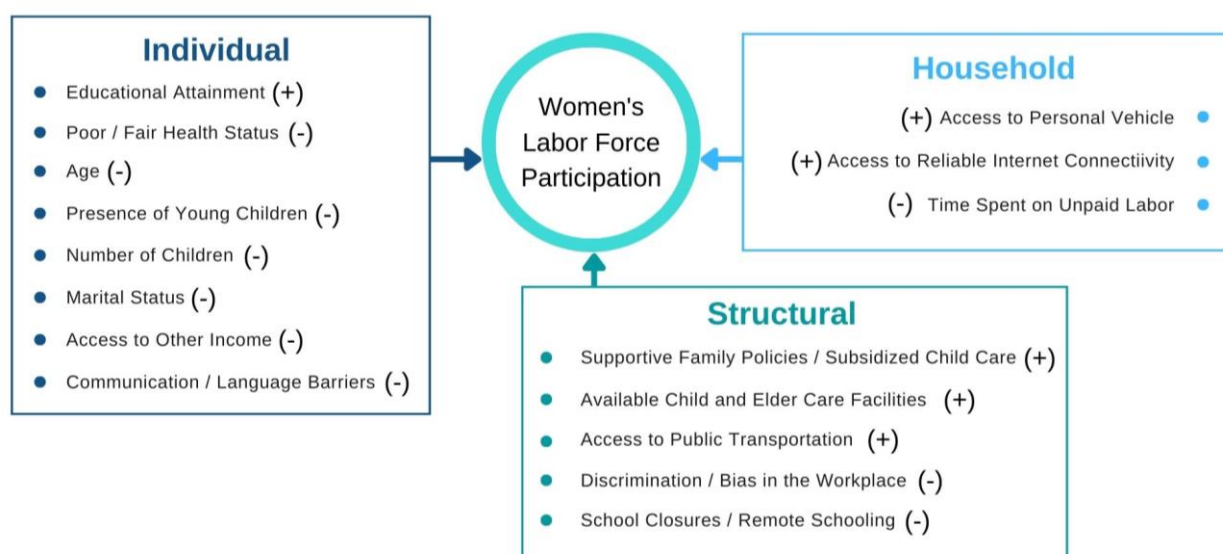 Individual
Educational Attainment (+)
Poor / Fair Health Status (-)
Age (-)
Presence of Young Children (-)
Number of Children (-)
Marital Status (-)
Access to Other Income (-)
Communication / Language Barriers (-)
Women's
Labor Force
Participation
Household
(+) Access to Personal Vehicle
(+) Access to Reliable Internet Connectiivity
(-) Time Spent on Unpaid Labor
Structural
Supportive Family Policies / Subsidized Child Care (+)
Available Child and Elder Care Facilities (+)
Access to Public Transportation (+)
Discrimination / Bias in the Workplace (-)
School Closures / Remote Schooling (-)